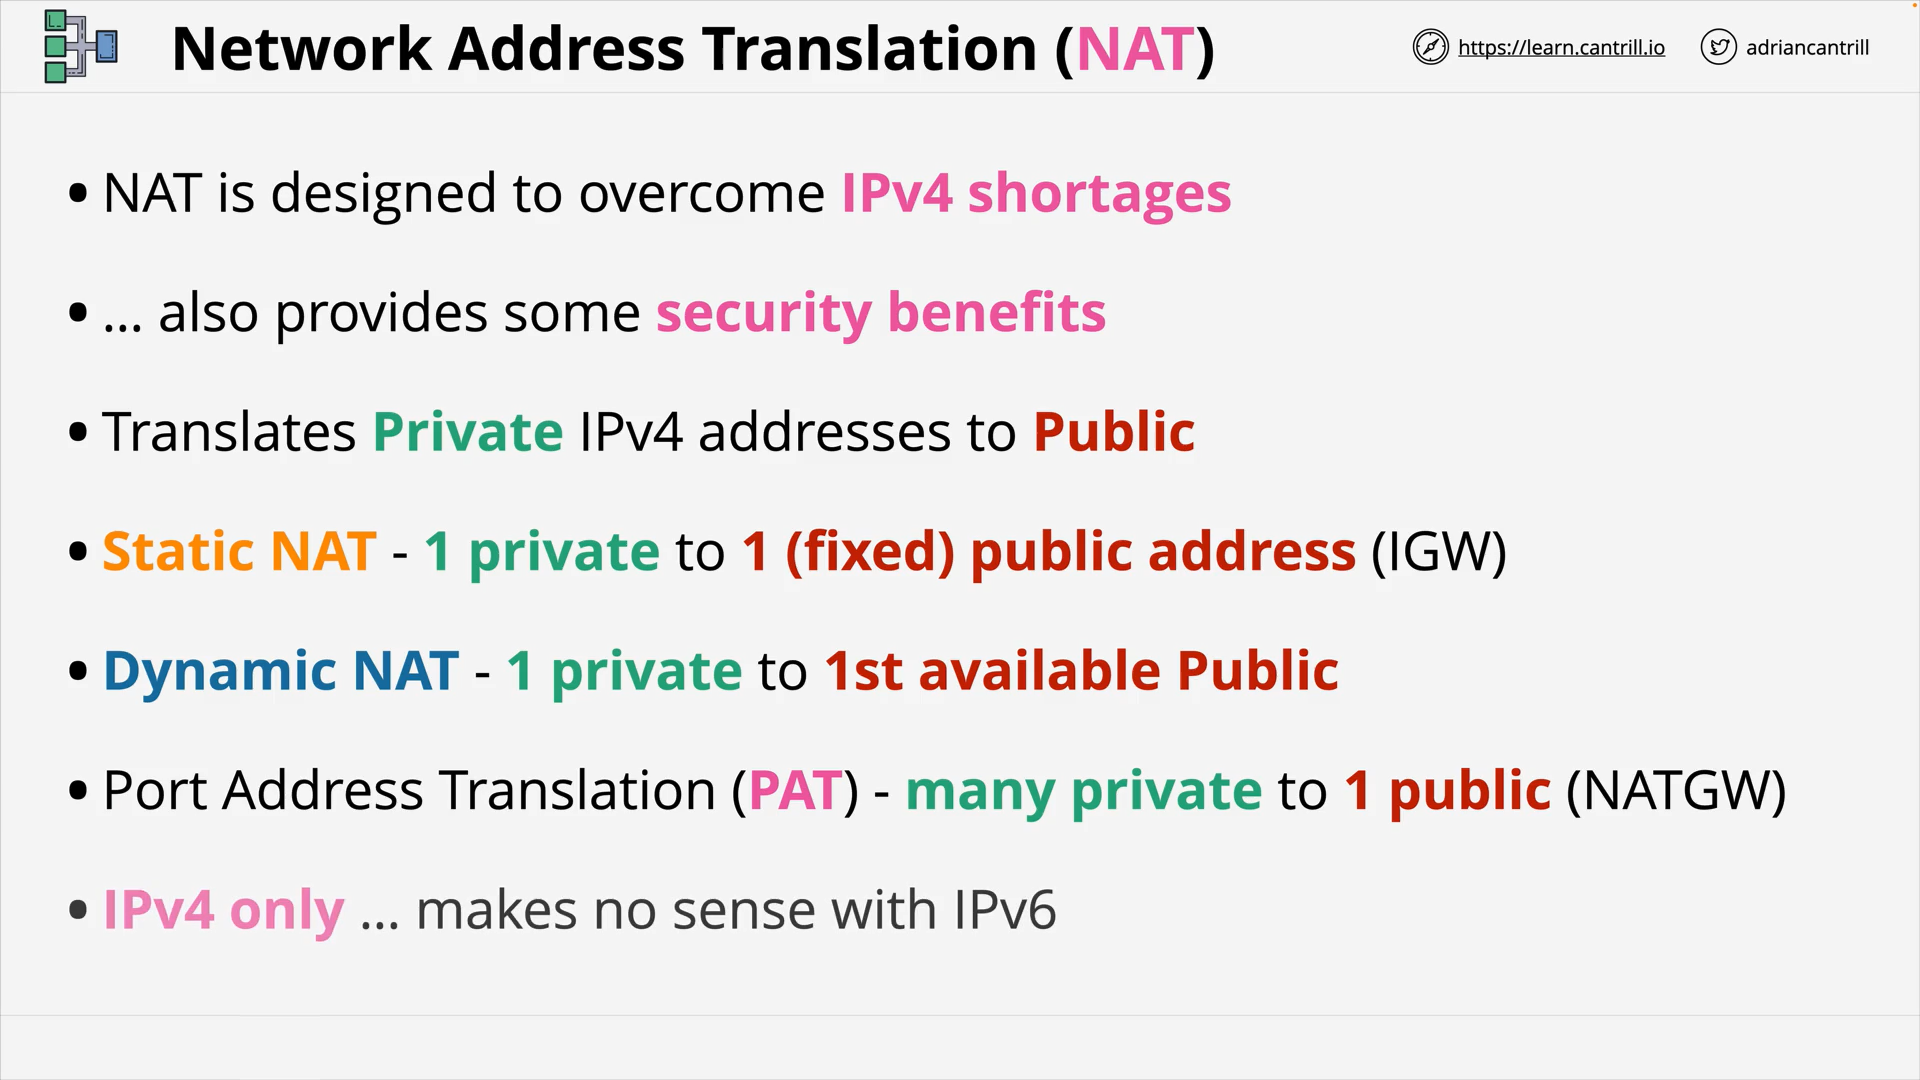 Network Address Translation (NAT)
https://learn.cantrill.io
adriancantrill
• NAT is designed to overcome IPv4 shortages
• ... also provides some security benefits
• Translates Private IPv4 addresses to Public
• Static NAT - 1 private to 1 (fixed) public address (IGW)
• Dynamic NAT - 1 private to 1st available Public
• Port Address Translation (PAT) - many private to 1 public (NATGW)
• IPv4 only ... makes no sense with IPv6